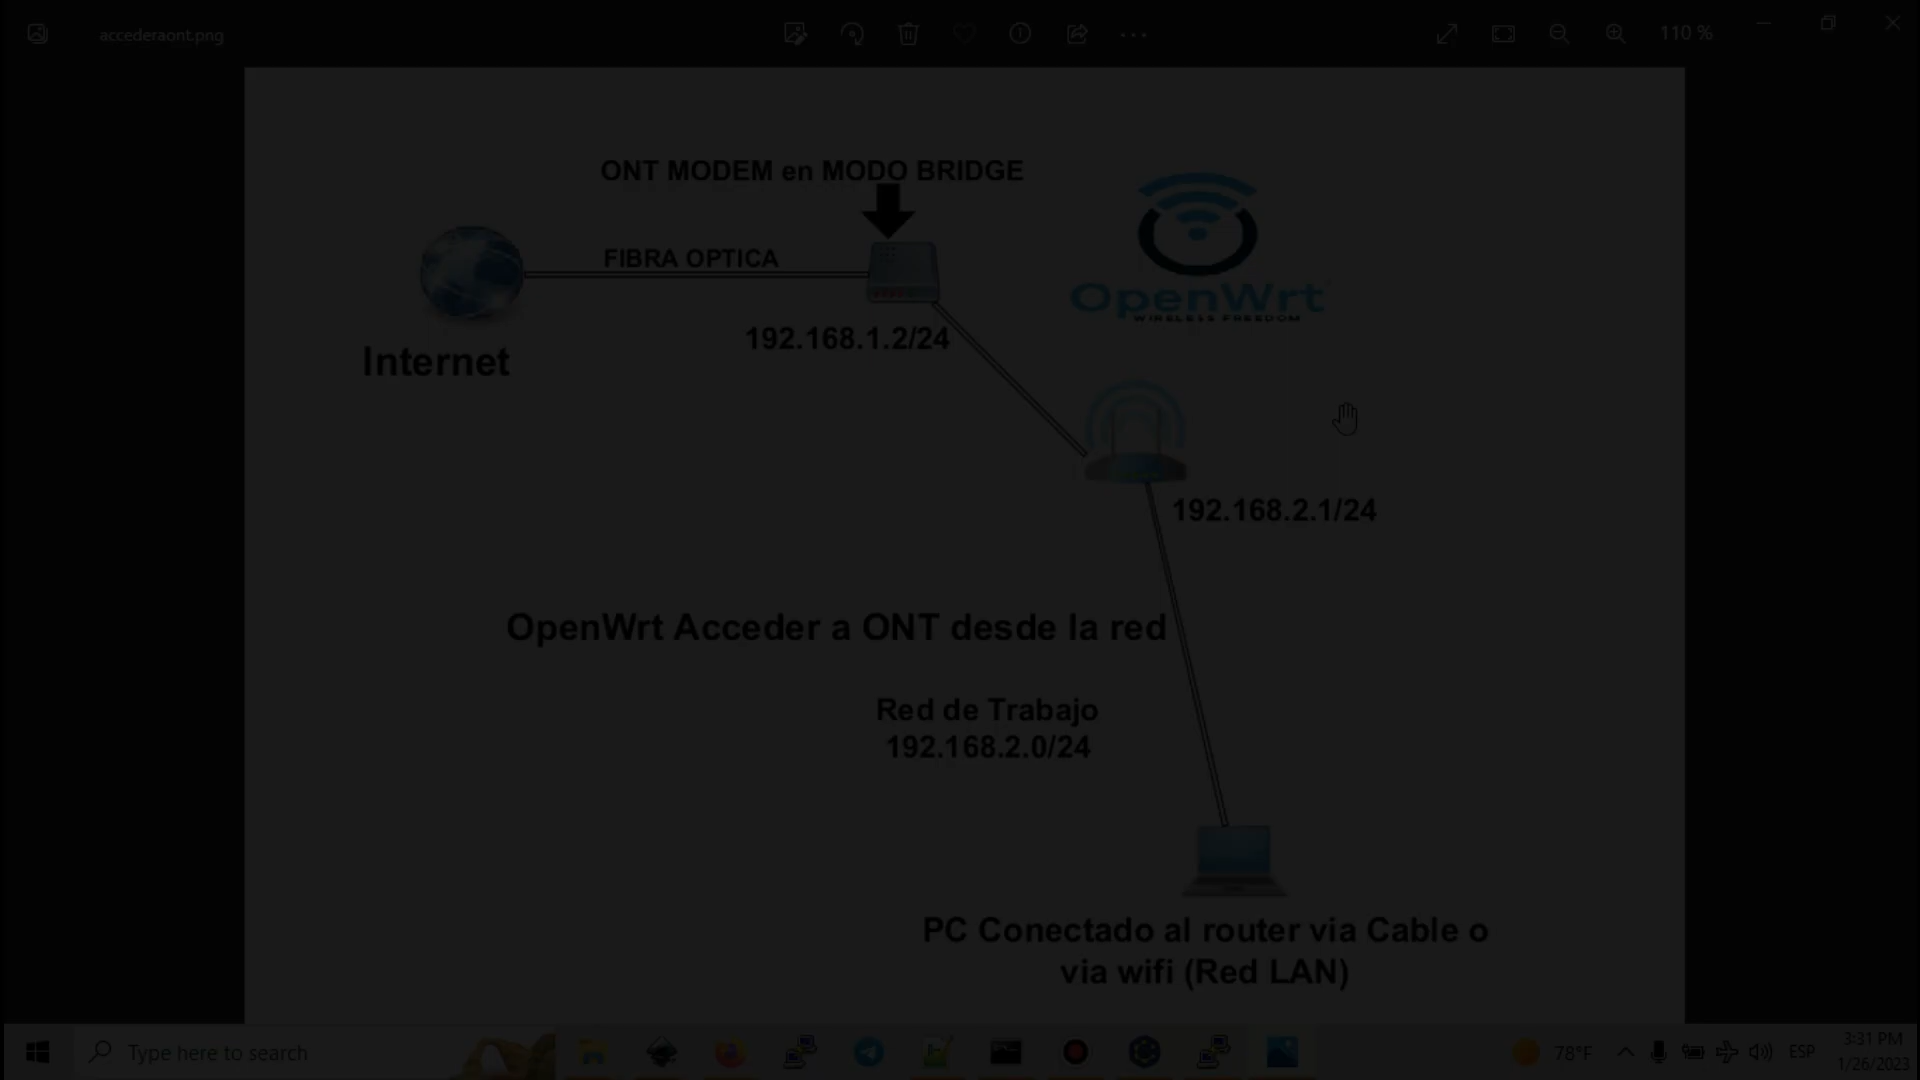 accederaont.png
110 %
ONT MODEM en MODO BRIDGE
FIBRA OPTICA
OpenWrt
WIRELESS FREEDOM
192.168.1.2/24
Internet
192.168.2.1/24
OpenWrt Acceder a ONT desde la red
Red de Trabajo
192.168.2.0/24
PC Conectado al router via Cable o
via wifi (Red LAN)
Type here to search
78°F
ESP
3:31 PM
1/26/2023